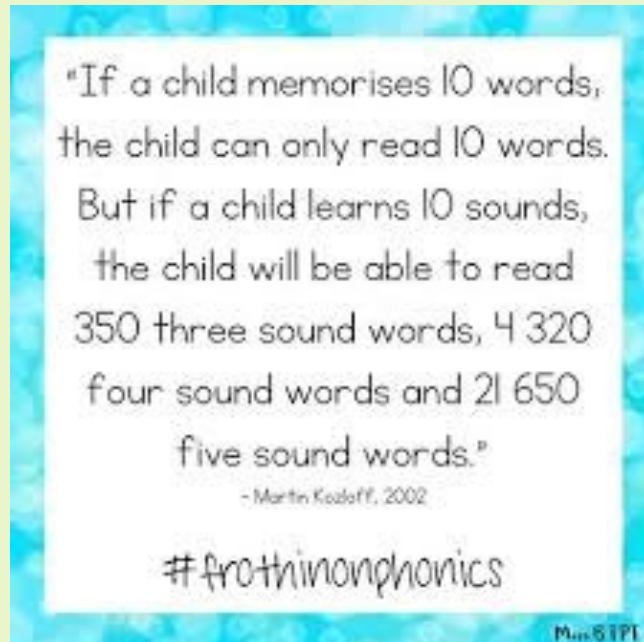 "If a child memorises 10 words,
the child can only read 10 words.
But if a child learns 10 sounds,
the child will be able to read
350 three sound words, 4 320
four sound words and 21 650
five sound words."
- Martin Kozloff, 2002
#frothinonphonics